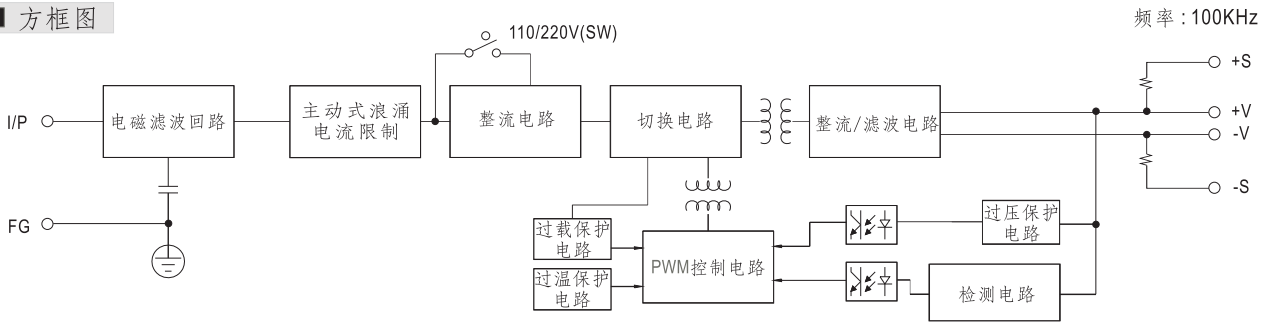 方框图
频率 : 100KHz
110/220V(SW)
+S
I/P
电磁滤波回路
主动式浪涌
电流限制
整流电路
切换电路
整流/滤波电路
+V
-V
-S
FG
过载保护
电路
过压保护
电路
PWM控制电路
过温保护
电路
检测电路